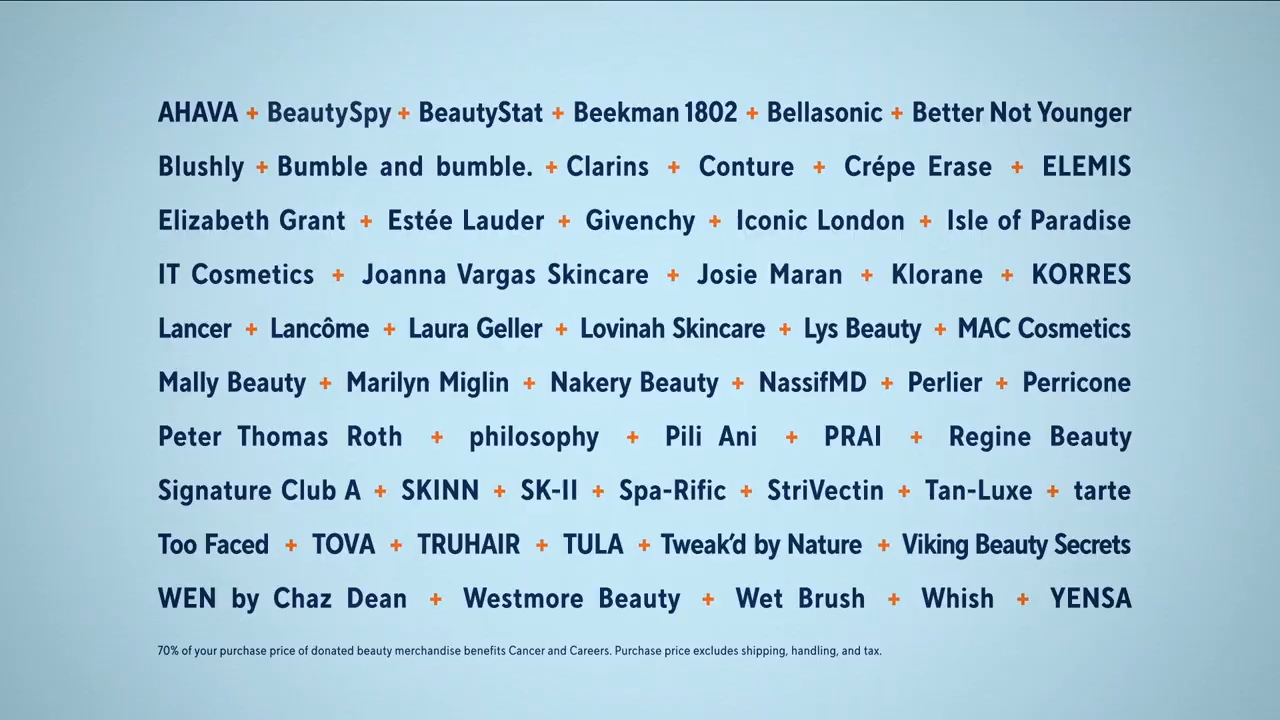 AHAVA + BeautySpy + BeautyStat + Beekman 1802 + Bellasonic + Better Not Younger
Blushly + Bumble and bumble. + Clarins + Conture + Crépe Erase + ELEMIS
Elizabeth Grant + Estée Lauder + Givenchy + Iconic London + Isle of Paradise
IT Cosmetics + Joanna Vargas Skincare + Josie Maran + Klorane + KORRES
Lancer + Lancôme + Laura Geller + Lovinah Skincare + Lys Beauty + MAC Cosmetics
Mally Beauty + Marilyn Miglin + Nakery Beauty + NassifMD + Perlier + Perricone
Peter Thomas Roth + philosophy + Pili Ani + PRAI + Regine Beauty
Signature Club A + SKINN + SK-II + Spa-Rific + StriVectin + Tan-Luxe + tarte
Too Faced + TOVA + TRUHAIR + TULA + Tweak’d by Nature + Viking Beauty Secrets
WEN by Chaz Dean + Westmore Beauty + Wet Brush + Whish + YENSA
70% of your purchase price of donated beauty merchandise benefits Cancer and Careers. Purchase price excludes shipping, handling, and tax.